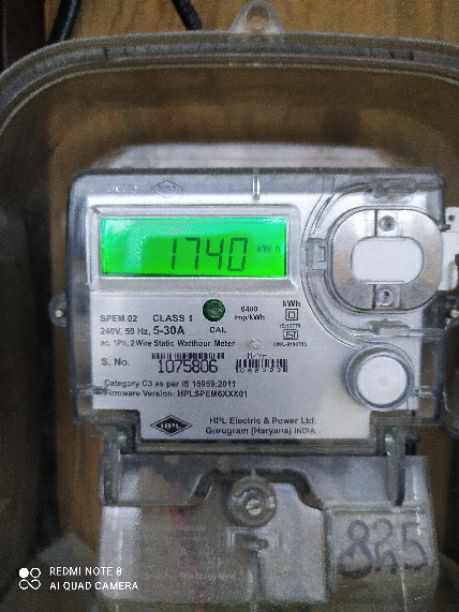 1740 kWh
SPEM 02 CLASS 1
240V, 50 Hz, 5-30A
ac, 1Ph, 2Wire Static Watthour Meter
CAL
6400
imp/kWh
kWh
S. No. 1075806
Category C3 as per IS 15959:2011
Firmware Version: HPLSPEM6XXX01
HPL
HPL Electric & Power Ltd.
Gurugram (Haryana) INDIA
825
REDMI NOTE 8
AI QUAD CAMERA